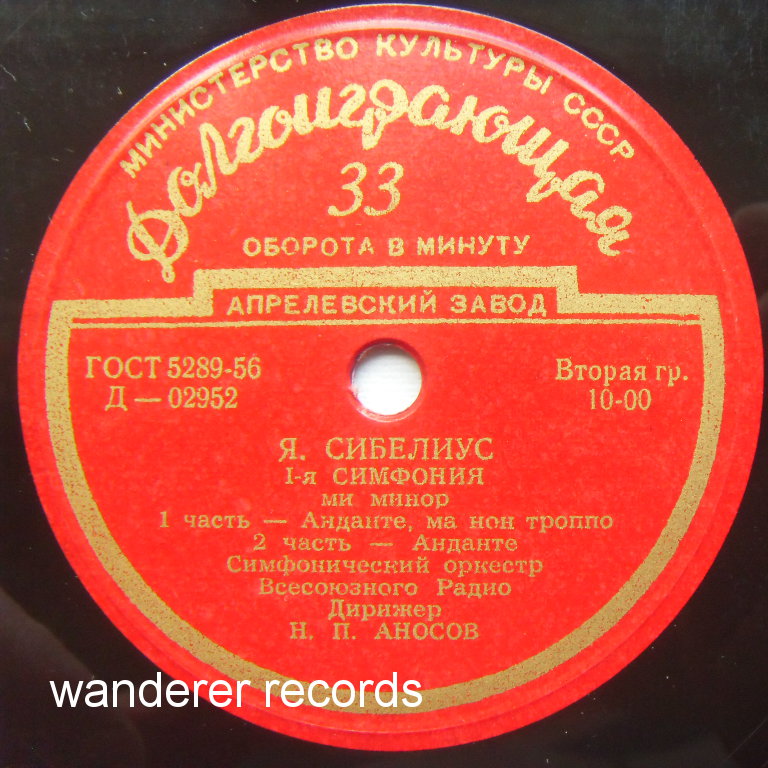 МИНИСТЕРСТВО КУЛЬТУРЫ СССР
Долгоиграющая
33
ОБОРОТА В МИНУТУ
АПРЕЛЕВСКИЙ ЗАВОД
ГОСТ 5289-56
Д — 02952
Вторая гр.
10-00
Я. СИБЕЛИУС
I-я СИМФОНИЯ
ми минор
1 часть — Анданте, ма нон троппо
2 часть — Анданте
Симфонический оркестр
Всесоюзного Радио
Дирижер
Н. П. АНОСОВ
wanderer records